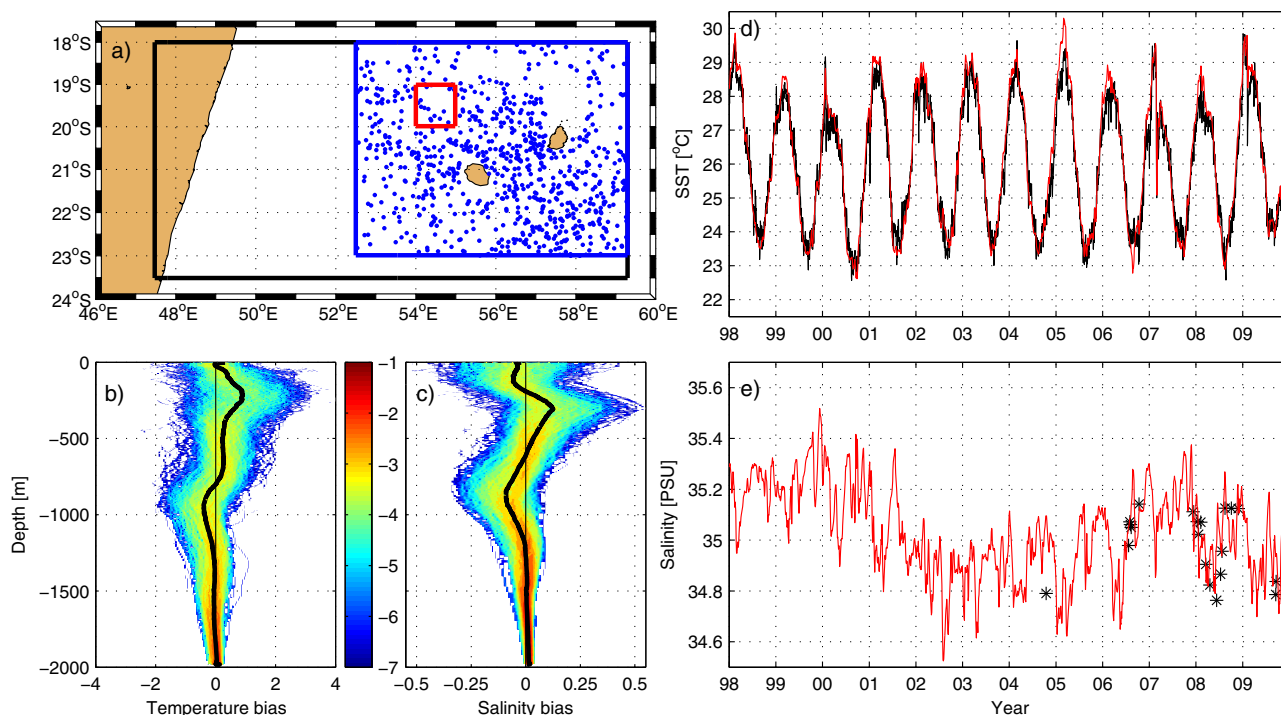 a)
18°S
19°S
20°S
21°S
22°S
23°S
24°S
46°E 48°E 50°E 52°E 54°E 56°E 58°E 60°E
d)
SST [°C]
30
29
28
27
26
25
24
23
22
98 99 00 01 02 03 04 05 06 07 08 09
b)
Depth [m]
0
−500
−1000
−1500
−2000
−4 −2 0 2 4
Temperature bias
−1
−2
−3
−4
−5
−6
−7
c)
−0.5 −0.25 0 0.25 0.5
Salinity bias
e)
Salinity [PSU]
35.6
35.4
35.2
35
34.8
34.6
98 99 00 01 02 03 04 05 06 07 08 09
Year